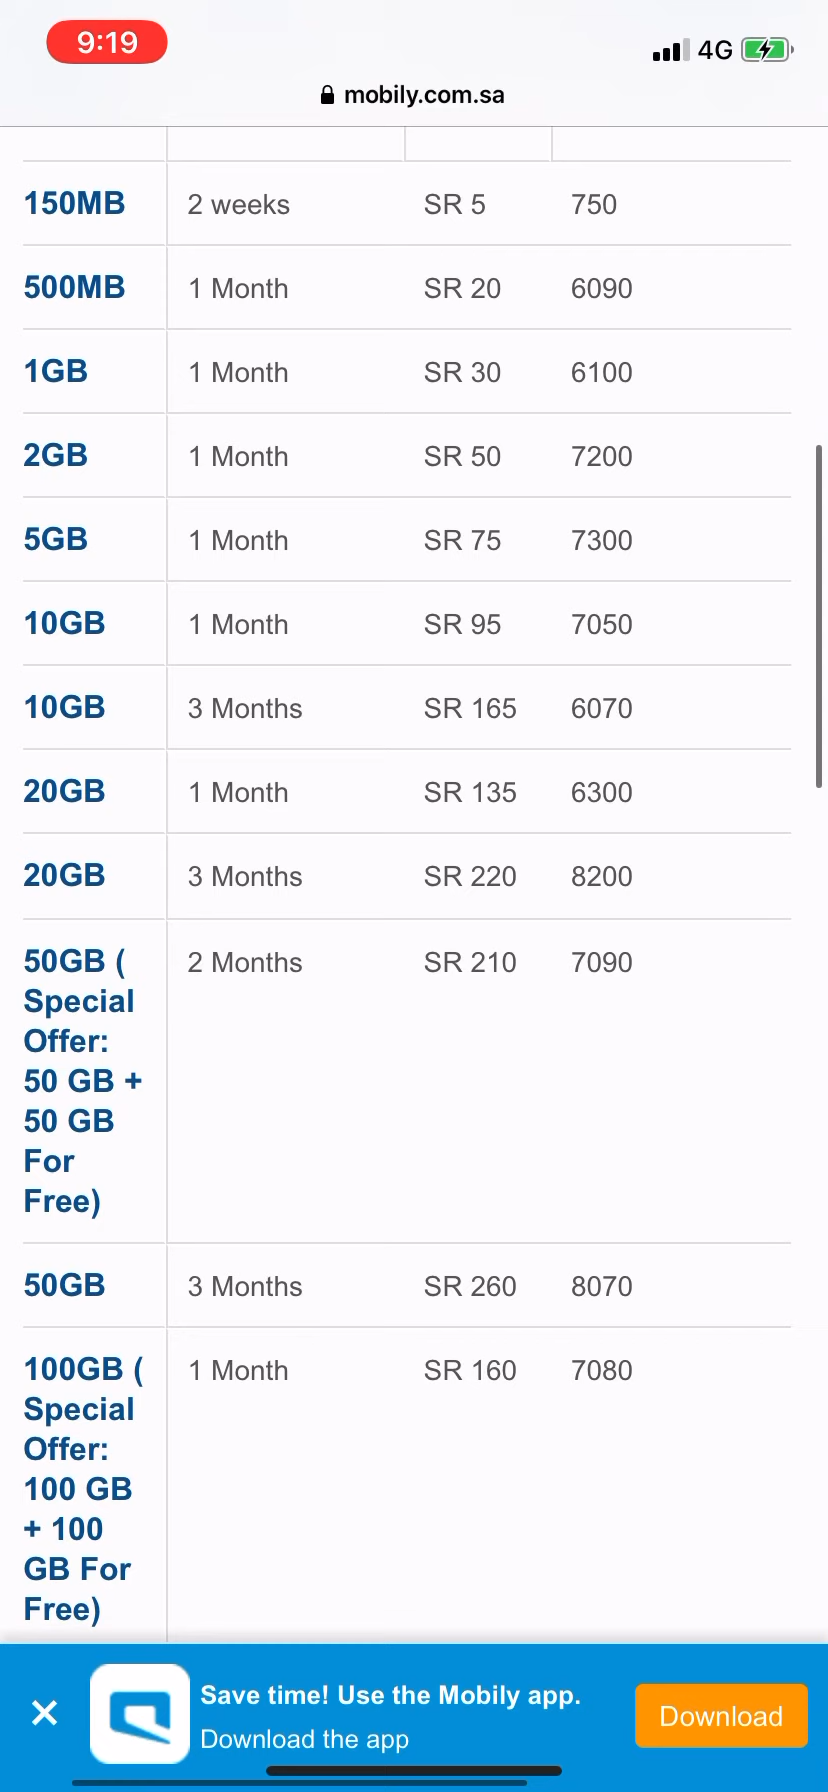 9:19
4G
mobily.com.sa
150MB 2 weeks SR 5 750
500MB 1 Month SR 20 6090
1GB 1 Month SR 30 6100
2GB 1 Month SR 50 7200
5GB 1 Month SR 75 7300
10GB 1 Month SR 95 7050
10GB 3 Months SR 165 6070
20GB 1 Month SR 135 6300
20GB 3 Months SR 220 8200
50GB ( 2 Months SR 210 7090
Special
Offer:
50 GB +
50 GB
For
Free)
50GB 3 Months SR 260 8070
100GB ( 1 Month SR 160 7080
Special
Offer:
100 GB
+ 100
GB For
Free)
Save time! Use the Mobily app.
Download the app
Download